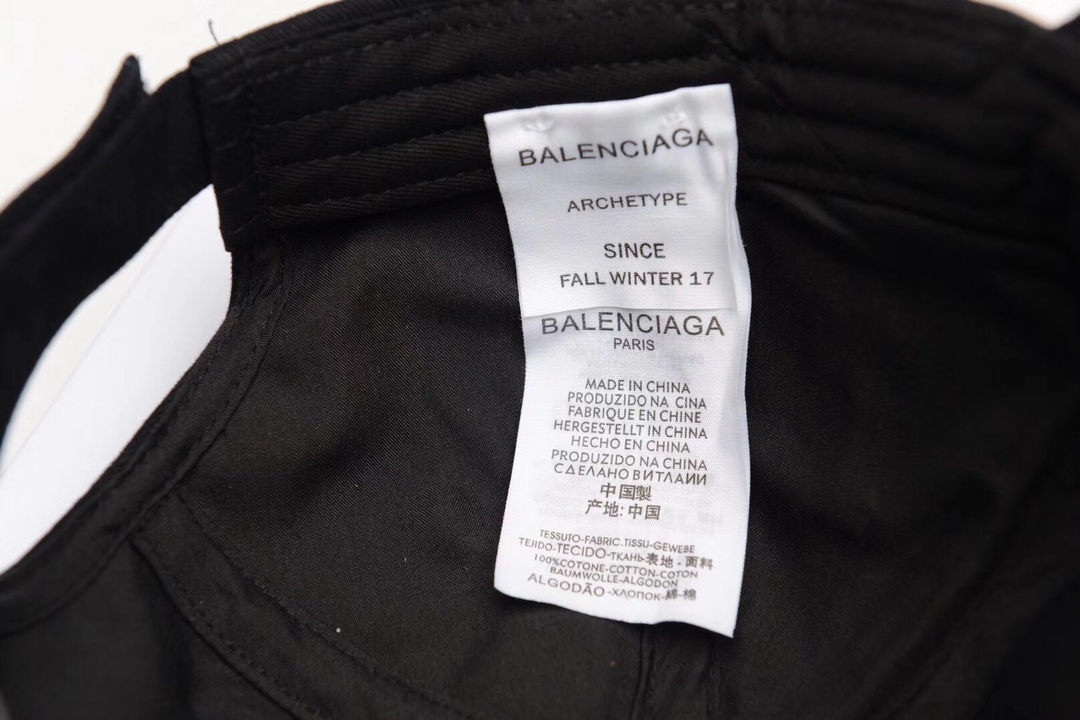 BALENCIAGA
ARCHETYPE
SINCE
FALL WINTER 17
BALENCIAGA
PARIS
MADE IN CHINA
PRODUZIDO NA CINA
FABRIQUE EN CHINE
HERGESTELLT IN CHINA
HECHO EN CHINA
PRODUZIDO NA CHINA
СДЕЛАНО В ИТЛАИИ
中国製
产地: 中国
TESSUTO-FABRIC.TISSU-GEWEBE
TEJIDO-TECIDO-ТКАНЬ-表地-面料
100%COTONE-COTTON-COTON
BAUMWOLLE-ALGODON
ALGODÃO-ХЛОПОК-綿-棉